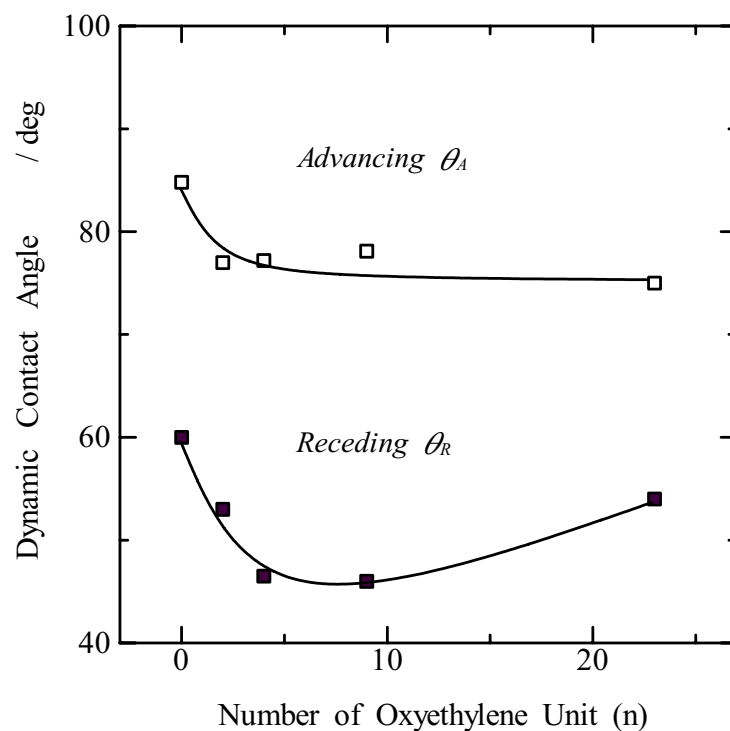 100
80
60
40
Dynamic Contact Angle / deg
Advancing θA
Receding θR
0
10
20
Number of Oxyethylene Unit (n)